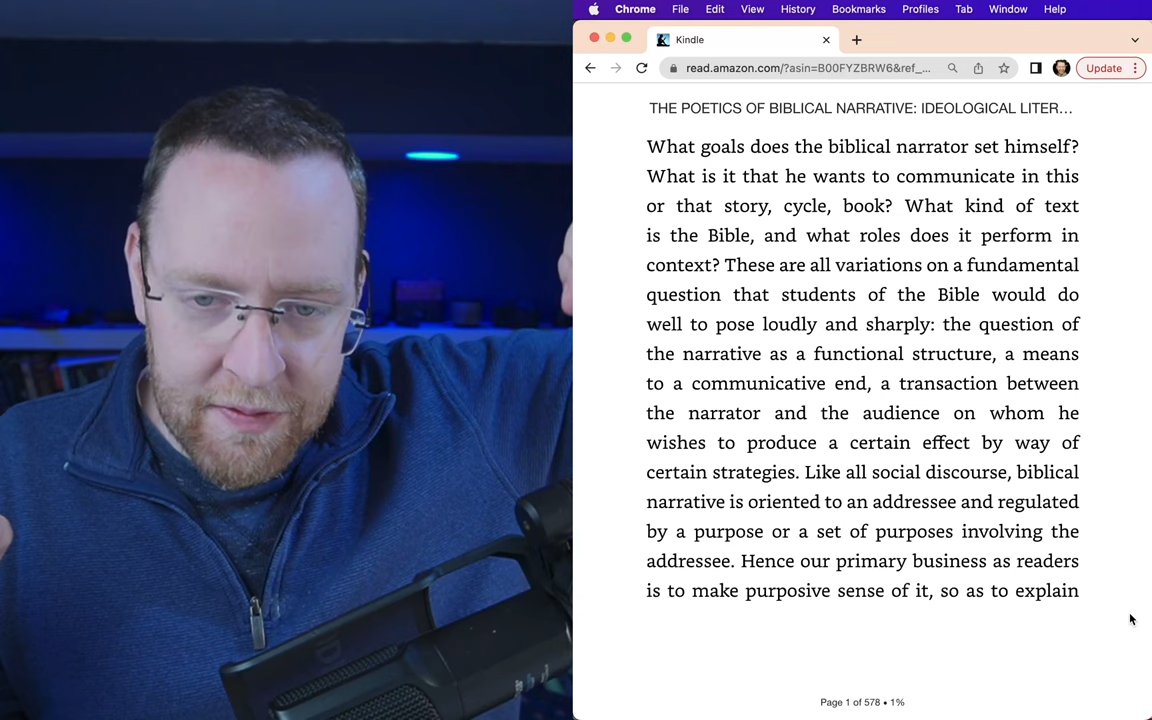 Chrome File Edit View History Bookmarks Profiles Tab Window Help
Kindle
read.amazon.com/?asin=B00FYZBRW6&ref_...
Update
THE POETICS OF BIBLICAL NARRATIVE: IDEOLOGICAL LITER...
What goals does the biblical narrator set himself?
What is it that he wants to communicate in this
or that story, cycle, book? What kind of text
is the Bible, and what roles does it perform in
context? These are all variations on a fundamental
question that students of the Bible would do
well to pose loudly and sharply: the question of
the narrative as a functional structure, a means
to a communicative end, a transaction between
the narrator and the audience on whom he
wishes to produce a certain effect by way of
certain strategies. Like all social discourse, biblical
narrative is oriented to an addressee and regulated
by a purpose or a set of purposes involving the
addressee. Hence our primary business as readers
is to make purposive sense of it, so as to explain
Page 1 of 578 • 1%